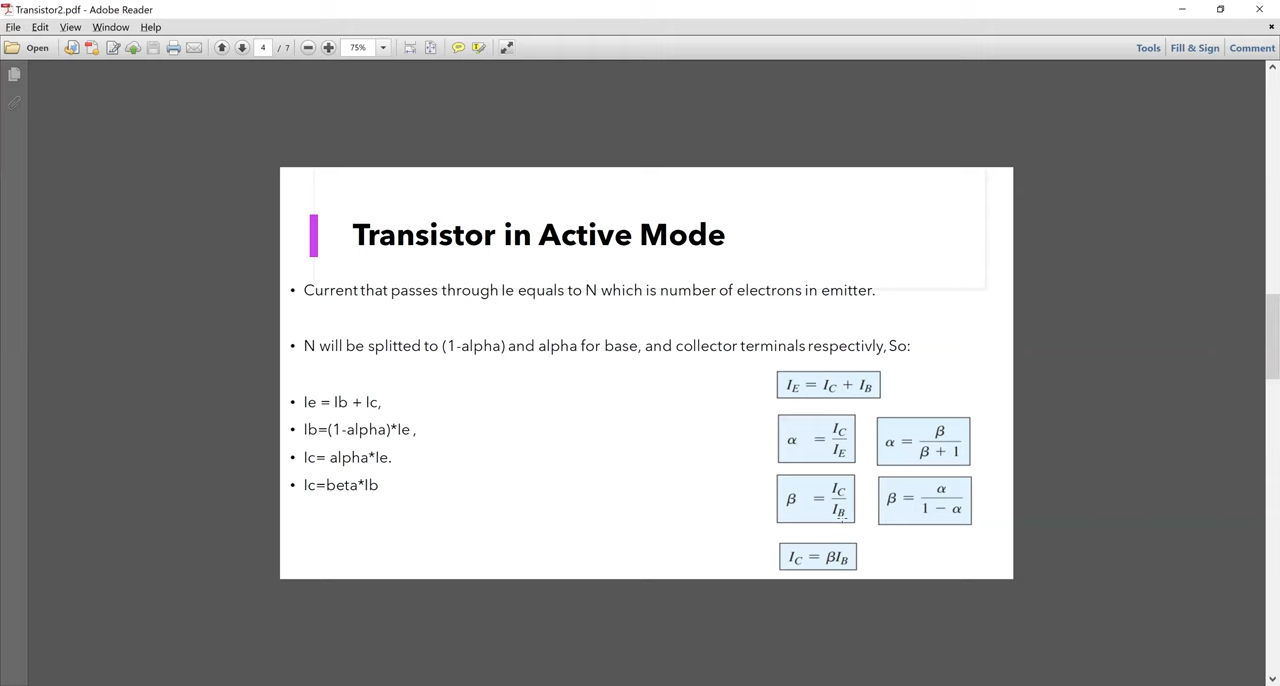 Transistor2.pdf - Adobe Reader
File Edit View Window Help
Open 4 / 7 75% Tools Fill & Sign Comment
Transistor in Active Mode
• Current that passes through Ie equals to N which is number of electrons in emitter.
• N will be splitted to (1-alpha) and alpha for base, and collector terminals respectivly, So:
I_E = I_C + I_B
• Ie = Ib + Ic,
• Ib=(1-alpha)*Ie ,
• Ic= alpha*Ie.
• Ic=beta*Ib
α = I_C / I_E
α = β / β + 1
β = I_C / I_B
β = α / 1 − α
I_C = βI_B